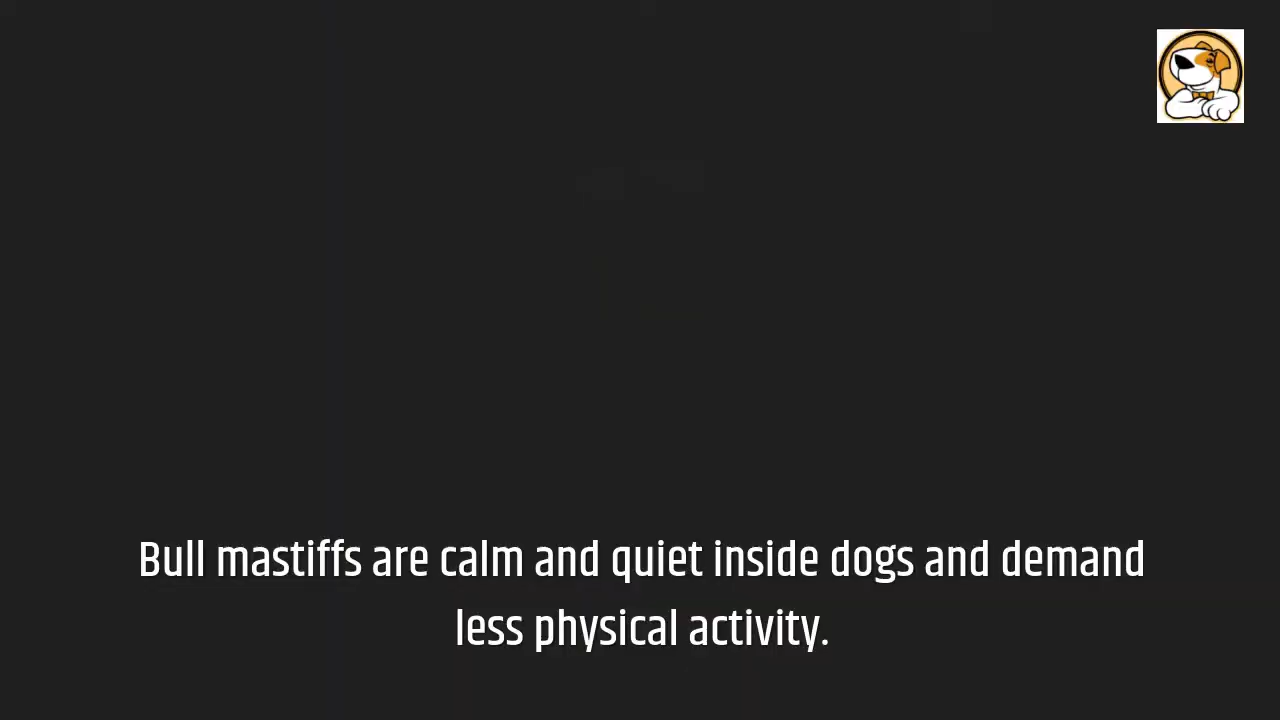 Bull mastiffs are calm and quiet inside dogs and demand
less physical activity.